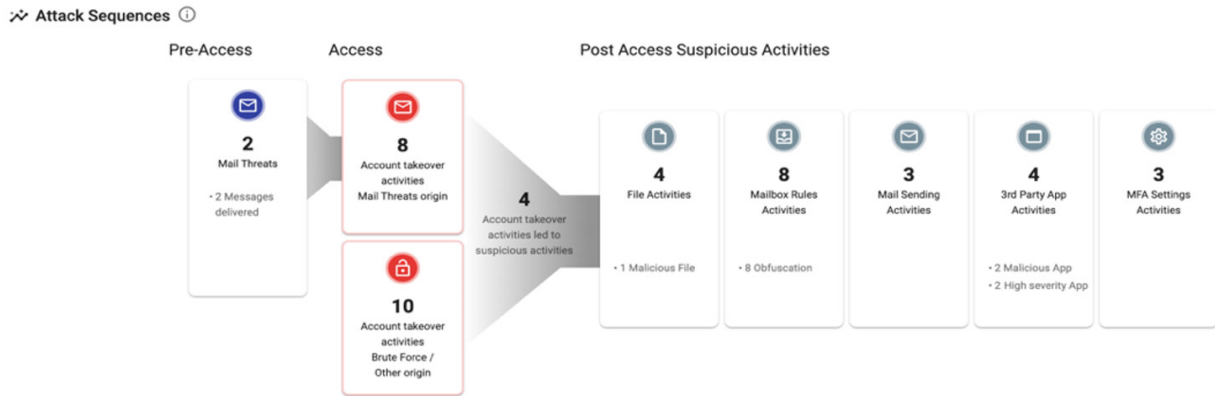 Attack Sequences
Pre-Access
Access
Post Access Suspicious Activities
2
Mail Threats
• 2 Messages
delivered
8
Account takeover
activities
Mail Threats origin
10
Account takeover
activities
Brute Force /
Other origin
4
Account takeover
activities led to
suspicious activities
4
File Activities
• 1 Malicious File
8
Mailbox Rules
Activities
• 8 Obfuscation
3
Mail Sending
Activities
4
3rd Party App
Activities
• 2 Malicious App
• 2 High severity App
3
MFA Settings
Activities